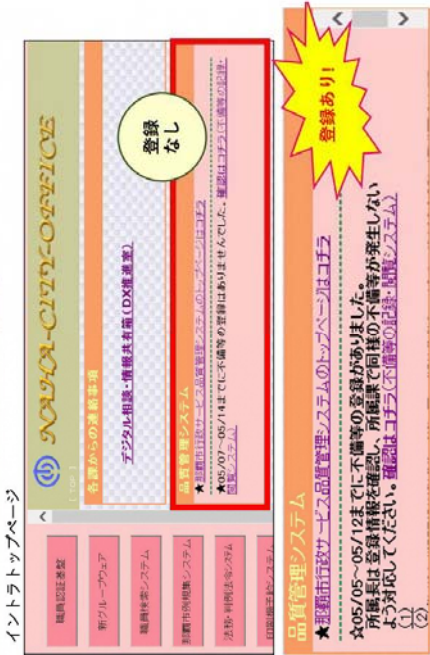 イントラトップページ
職員認証基盤
新グループウェア
職員検索システム
那覇市例規集システム
法務・判例法令システム
NAHA-CITY-OFFICE
[TOP]
各課からの連絡事項
デジタル相談・情報共有箱(DX推進室)
登録
なし
品質管理システム
★那覇市行政サービス品質管理システムのトップページはコチラ
★05/07~05/14までに不備等の登録はありませんでした。確認はコチラ(不備等の記録・
閲覧システム)
登録あり!
品質管理システム
★那覇市行政サービス品質管理システムのトップページはコチラ
☆05/05~05/12までに不備等の登録がありました。
所属長は登録情報を確認し、所属課で同様の不備等が発生しない
よう対応してください。確認はコチラ(不備等の記録・閲覧システム)
(1)
(2)